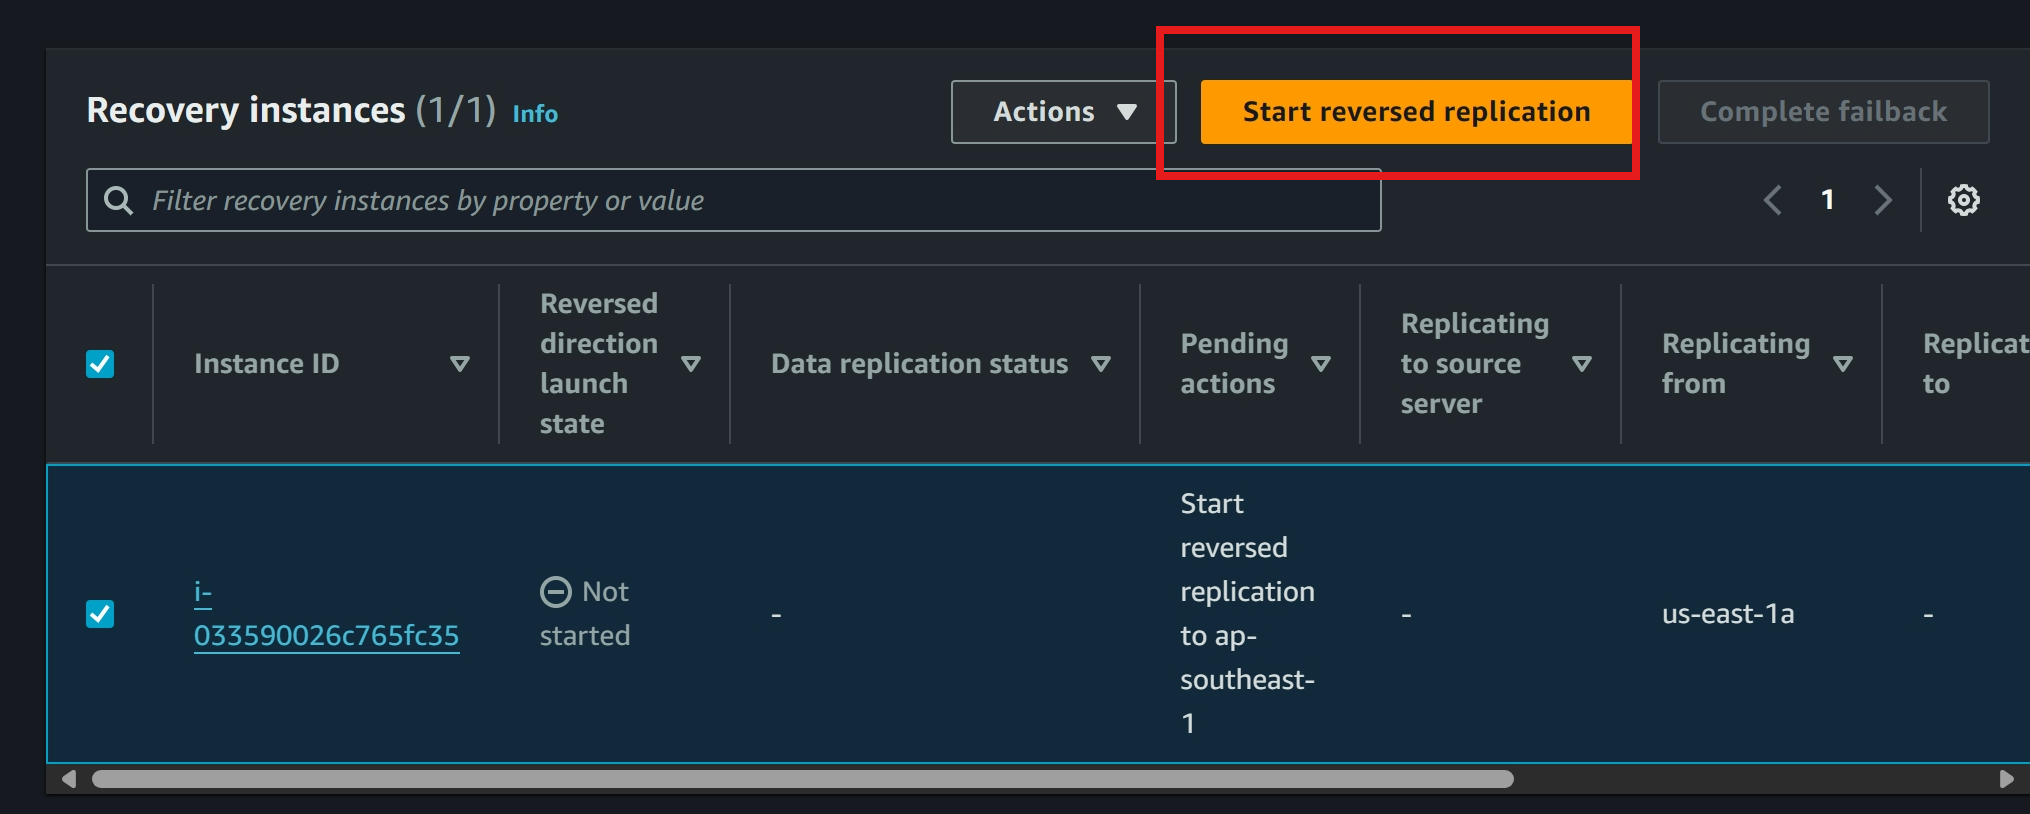 Recovery instances (1/1) Info
Actions
Start reversed replication
Complete failback
Filter recovery instances by property or value
1
Instance ID
Reversed
direction
launch
state
Data replication status
Pending
actions
Replicating
to source
server
Replicating
from
Replicat
to
i-
033590026c765fc35
Not
started
-
Start
reversed
replication
to ap-
southeast-
1
-
us-east-1a
-